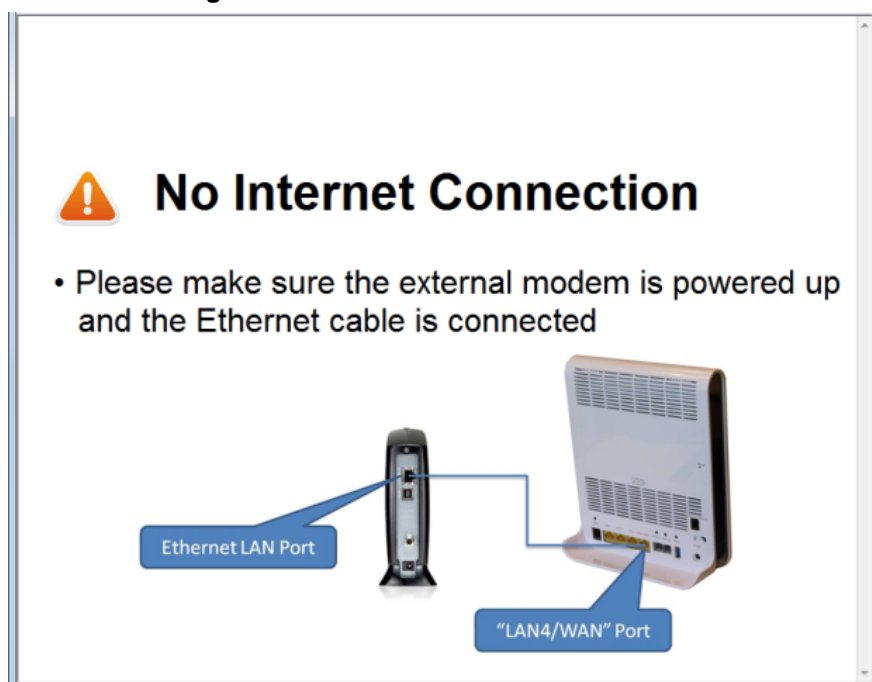 No Internet Connection
• Please make sure the external modem is powered up
and the Ethernet cable is connected
Ethernet LAN Port
“LAN4/WAN” Port